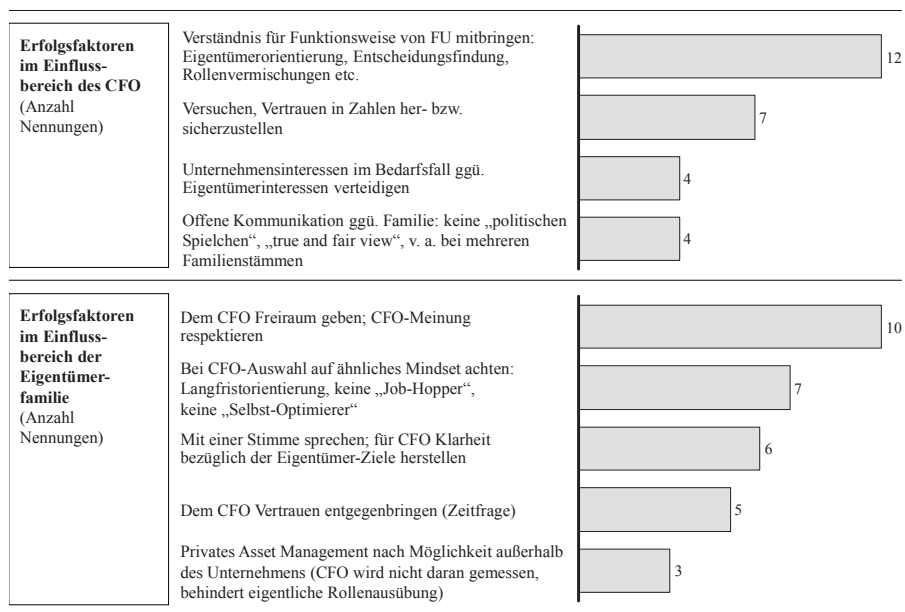 Erfolgsfaktoren
im Einfluss-
bereich des CFO
(Anzahl
Nennungen)
Verständnis für Funktionsweise von FU mitbringen:
Eigentümerorientierung, Entscheidungsfindung,
Rollenvermischungen etc.
12
Versuchen, Vertrauen in Zahlen her- bzw.
sicherzustellen
7
Unternehmensinteressen im Bedarfsfall ggü.
Eigentümerinteressen verteidigen
4
Offene Kommunikation ggü. Familie: keine „politischen
Spielchen“, „true and fair view“, v. a. bei mehreren
Familienstämmen
4
Erfolgsfaktoren
im Einfluss-
bereich der
Eigentümer-
familie
(Anzahl
Nennungen)
Dem CFO Freiraum geben; CFO-Meinung
respektieren
10
Bei CFO-Auswahl auf ähnliches Mindset achten:
Langfristorientierung, keine „Job-Hopper“,
keine „Selbst-Optimierer“
7
Mit einer Stimme sprechen; für CFO Klarheit
bezüglich der Eigentümer-Ziele herstellen
6
Dem CFO Vertrauen entgegenbringen (Zeitfrage)
5
Privates Asset Management nach Möglichkeit außerhalb
des Unternehmens (CFO wird nicht daran gemessen,
behindert eigentliche Rollenausübung)
3